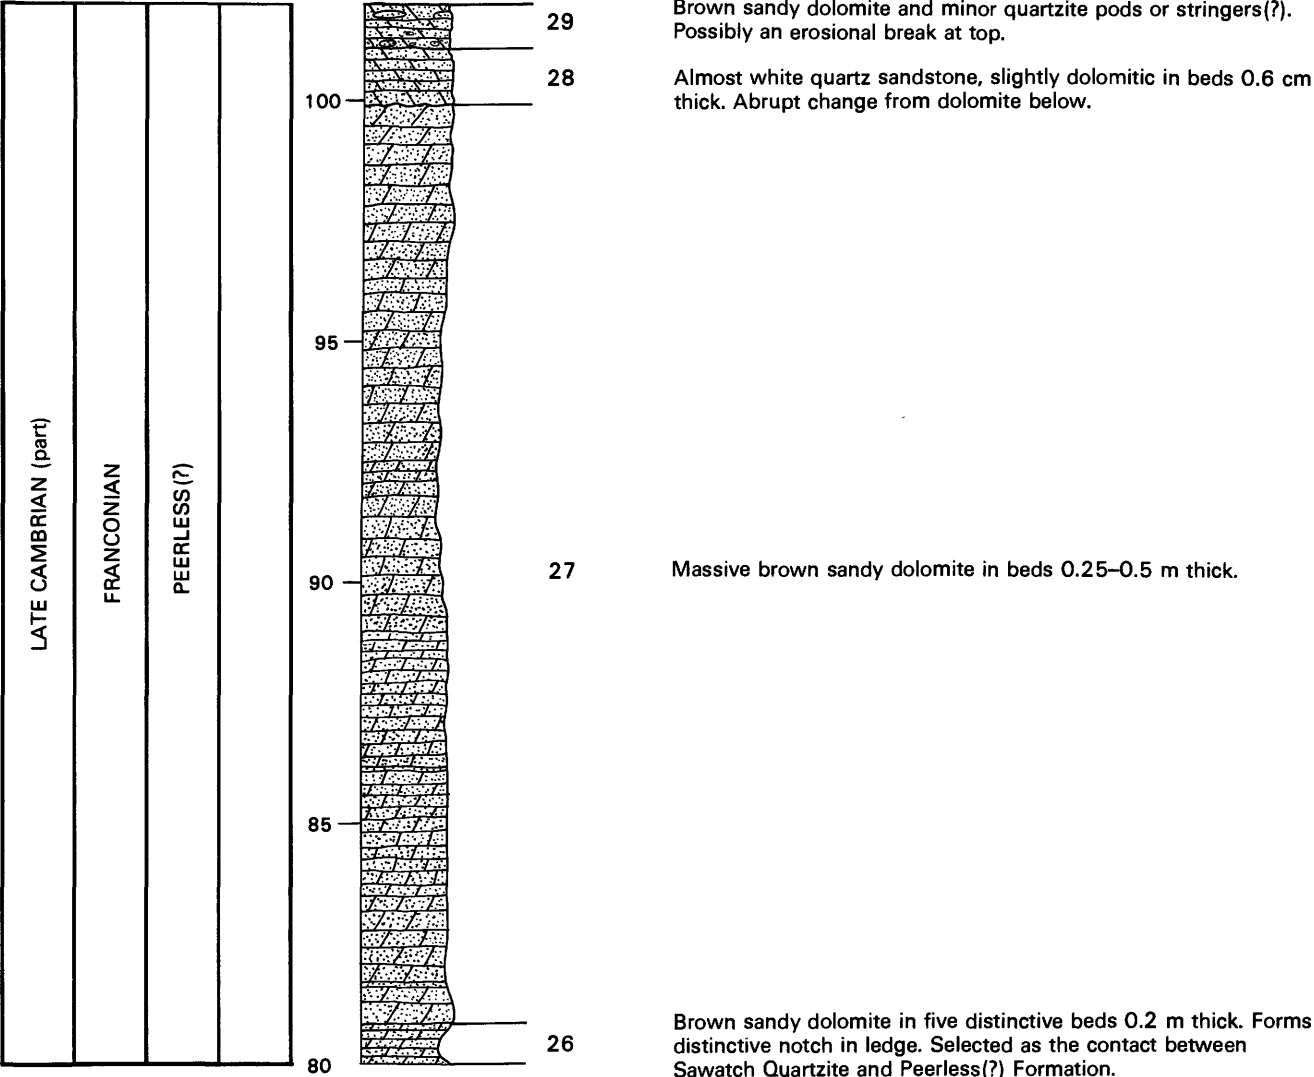 29
Brown sandy dolomite and minor quartzite pods or stringers(?).
Possibly an erosional break at top.
28
Almost white quartz sandstone, slightly dolomitic in beds 0.6 cm
thick. Abrupt change from dolomite below.
100
95
LATE CAMBRIAN (part)
FRANCONIAN
PEERLESS(?)
90
27
Massive brown sandy dolomite in beds 0.25–0.5 m thick.
85
26
Brown sandy dolomite in five distinctive beds 0.2 m thick. Forms
distinctive notch in ledge. Selected as the contact between
Sawatch Quartzite and Peerless(?) Formation.
80